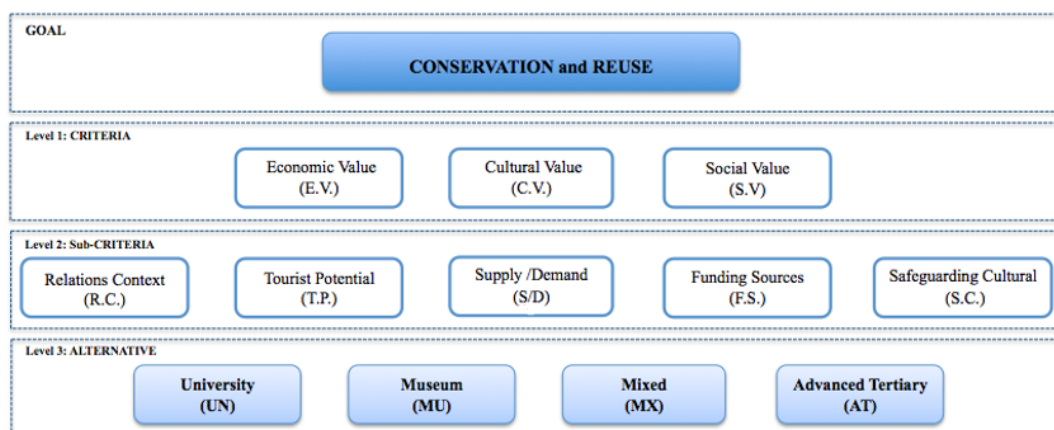 GOAL
CONSERVATION and REUSE
Level 1: CRITERIA
Economic Value
(E.V.)
Cultural Value
(C.V.)
Social Value
(S.V)
Level 2: Sub-CRITERIA
Relations Context
(R.C.)
Tourist Potential
(T.P.)
Supply /Demand
(S/D)
Funding Sources
(F.S.)
Safeguarding Cultural
(S.C.)
Level 3: ALTERNATIVE
University
(UN)
Museum
(MU)
Mixed
(MX)
Advanced Tertiary
(AT)